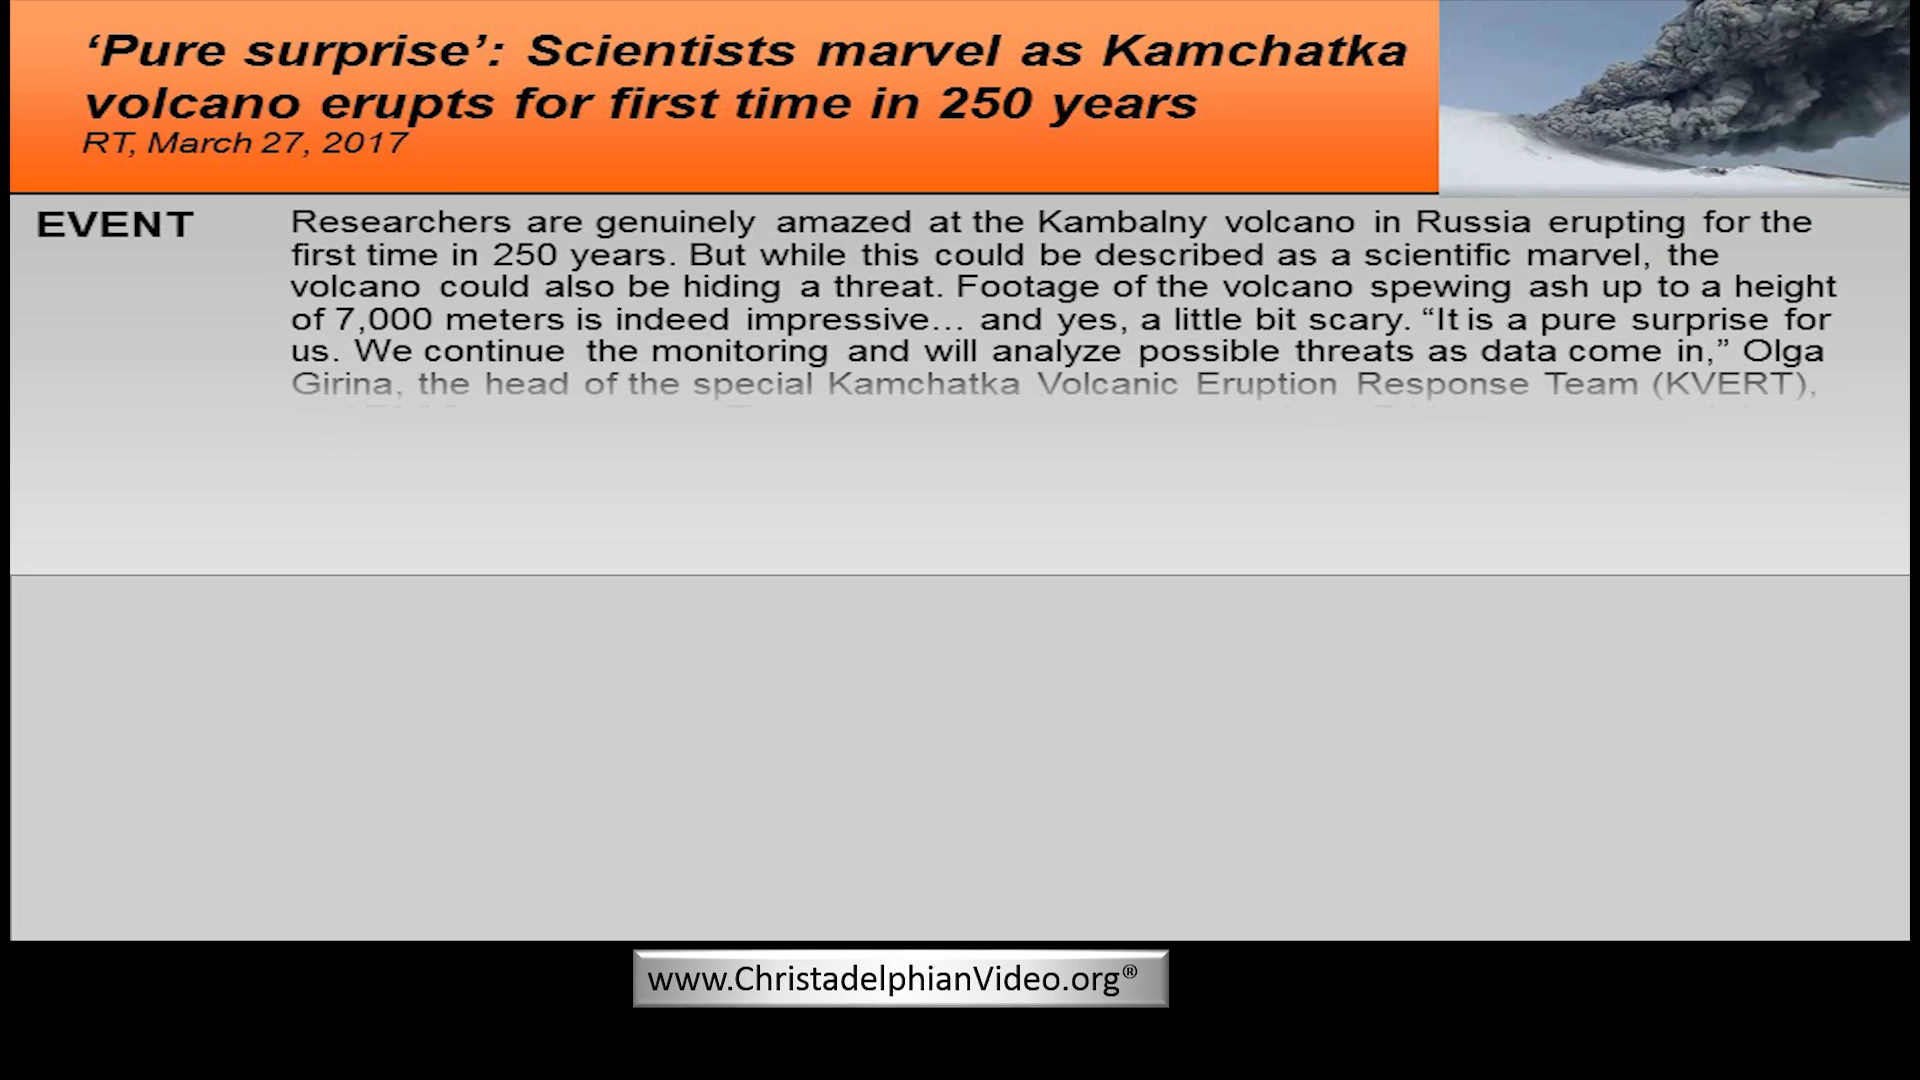 ‘Pure surprise’: Scientists marvel as Kamchatka
volcano erupts for first time in 250 years
RT, March 27, 2017
EVENT
Researchers are genuinely amazed at the Kambalny volcano in Russia erupting for the
first time in 250 years. But while this could be described as a scientific marvel, the
volcano could also be hiding a threat. Footage of the volcano spewing ash up to a height
of 7,000 meters is indeed impressive… and yes, a little bit scary. “It is a pure surprise for
us. We continue the monitoring and will analyze possible threats as data come in,” Olga
Girina, the head of the special Kamchatka Volcanic Eruption Response Team (KVERT),
www.ChristadelphianVideo.org®